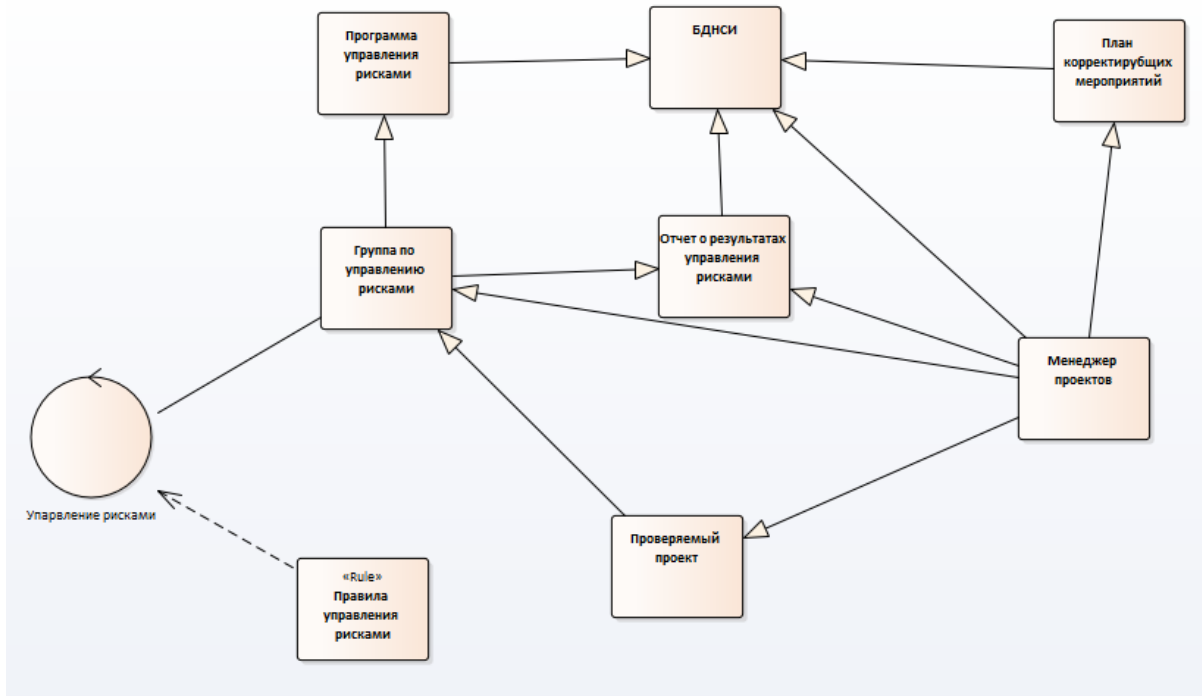 Программа
управления
рисками
БДНСИ
План
корректирубщих
мероприятий
Группа по
управлению
рисками
Отчет о результатах
управления
рисками
Менеджер
проектов
Упарвление рисками
Проверяемый
проект
«Rule»
Правила
управления
рисками